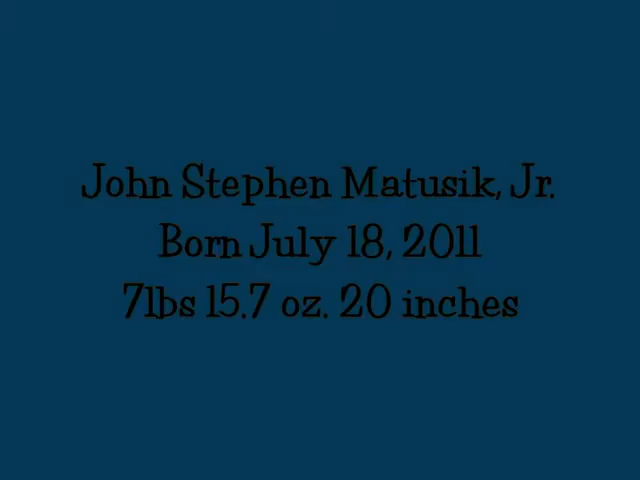 John Stephen Matusik, Jr.
Born July 18, 2011
7lbs 15.7 oz. 20 inches